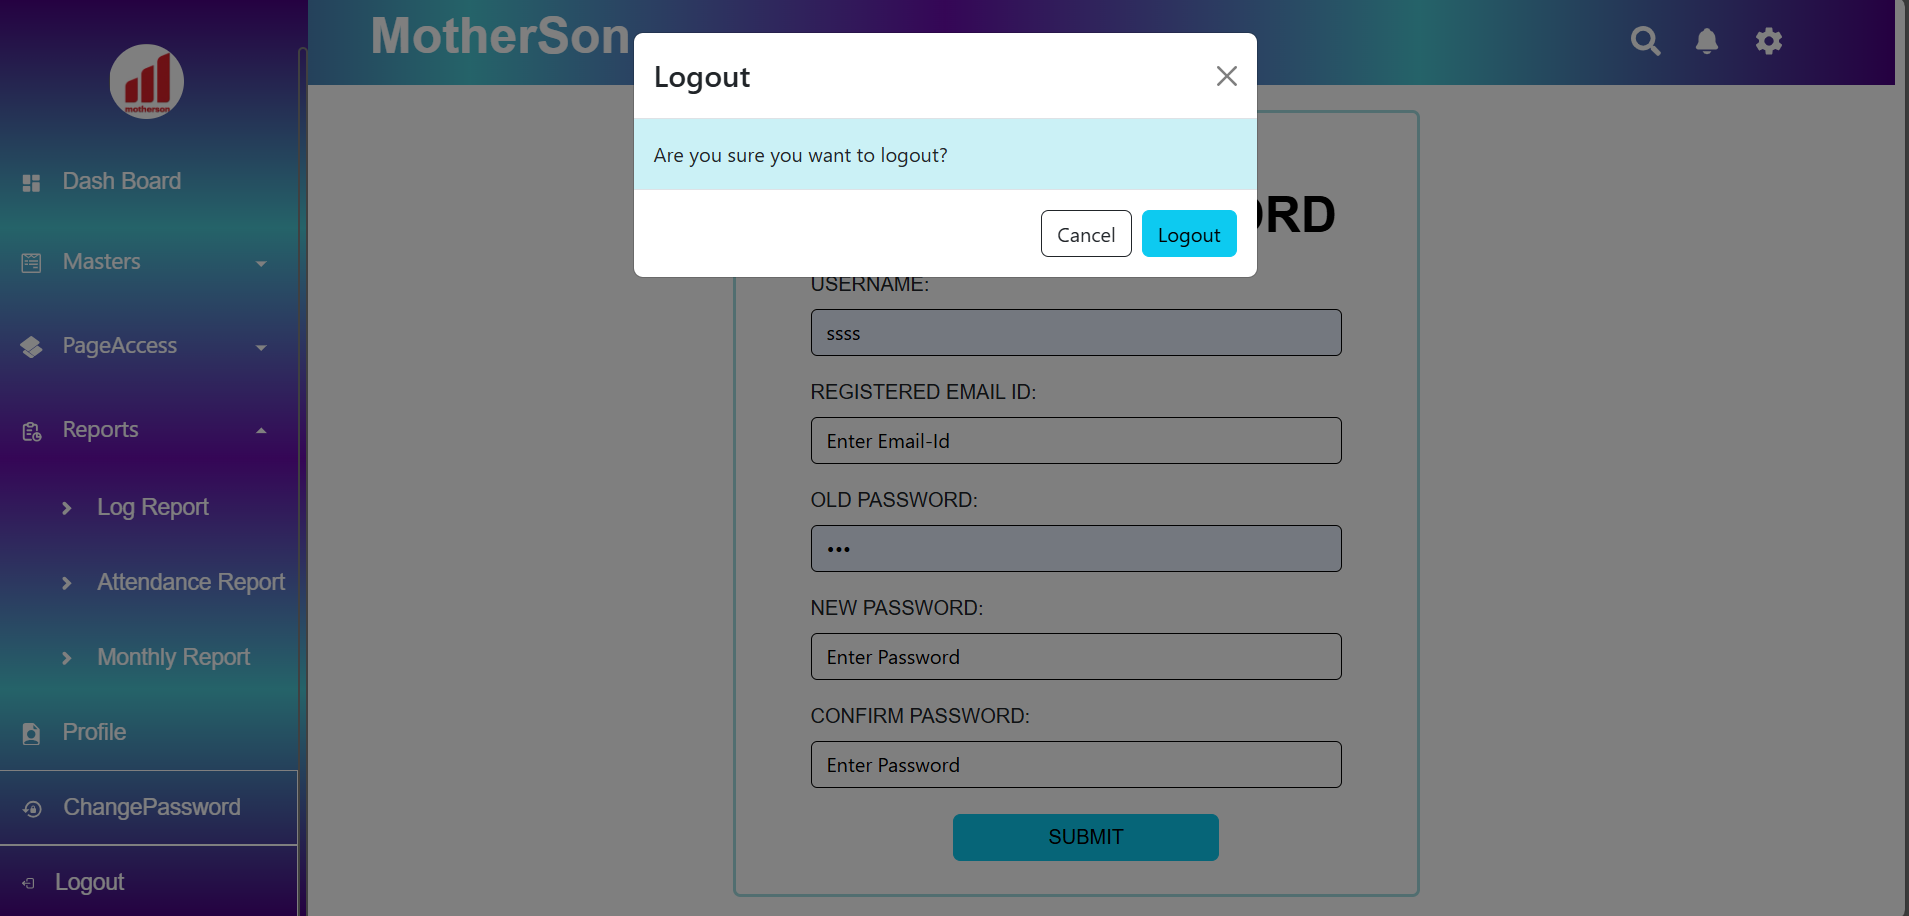 motherson
Dash Board
Masters
PageAccess
Reports
Log Report
Attendance Report
Monthly Report
Profile
ChangePassword
Logout
MotherSon
Logout
Are you sure you want to logout?
Cancel
Logout
ORD
USERNAME:
ssss
REGISTERED EMAIL ID:
Enter Email-Id
OLD PASSWORD:
•••
NEW PASSWORD:
Enter Password
CONFIRM PASSWORD:
Enter Password
SUBMIT